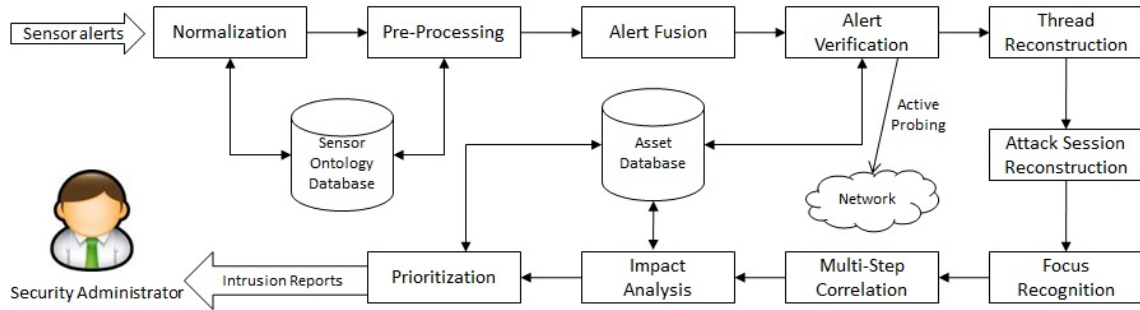 Sensor alerts
Normalization
Pre-Processing
Alert Fusion
Alert
Verification
Thread
Reconstruction
Sensor
Ontology
Database
Asset
Database
Active
Probing
Network
Attack Session
Reconstruction
Security Administrator
Intrusion Reports
Prioritization
Impact
Analysis
Multi-Step
Correlation
Focus
Recognition